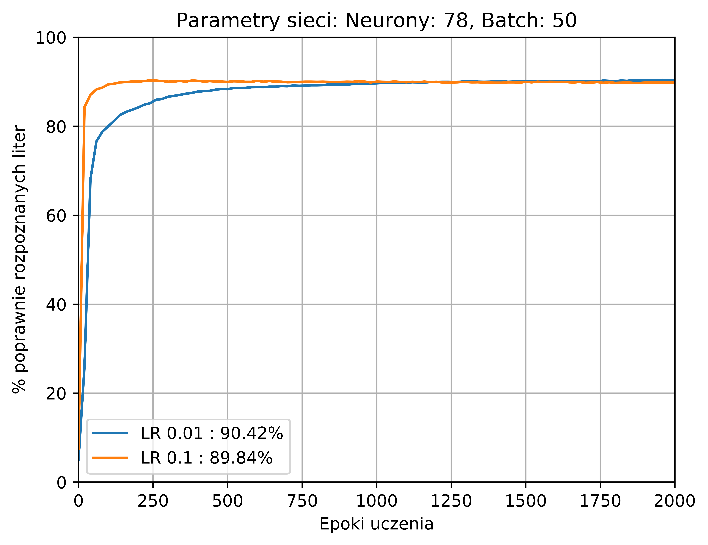 Parametry sieci: Neurony: 78, Batch: 50
% poprawnie rozpoznanych liter
100
80
60
40
20
0
LR 0.01 : 90.42%
LR 0.1 : 89.84%
0 250 500 750 1000 1250 1500 1750 2000
Epoki uczenia